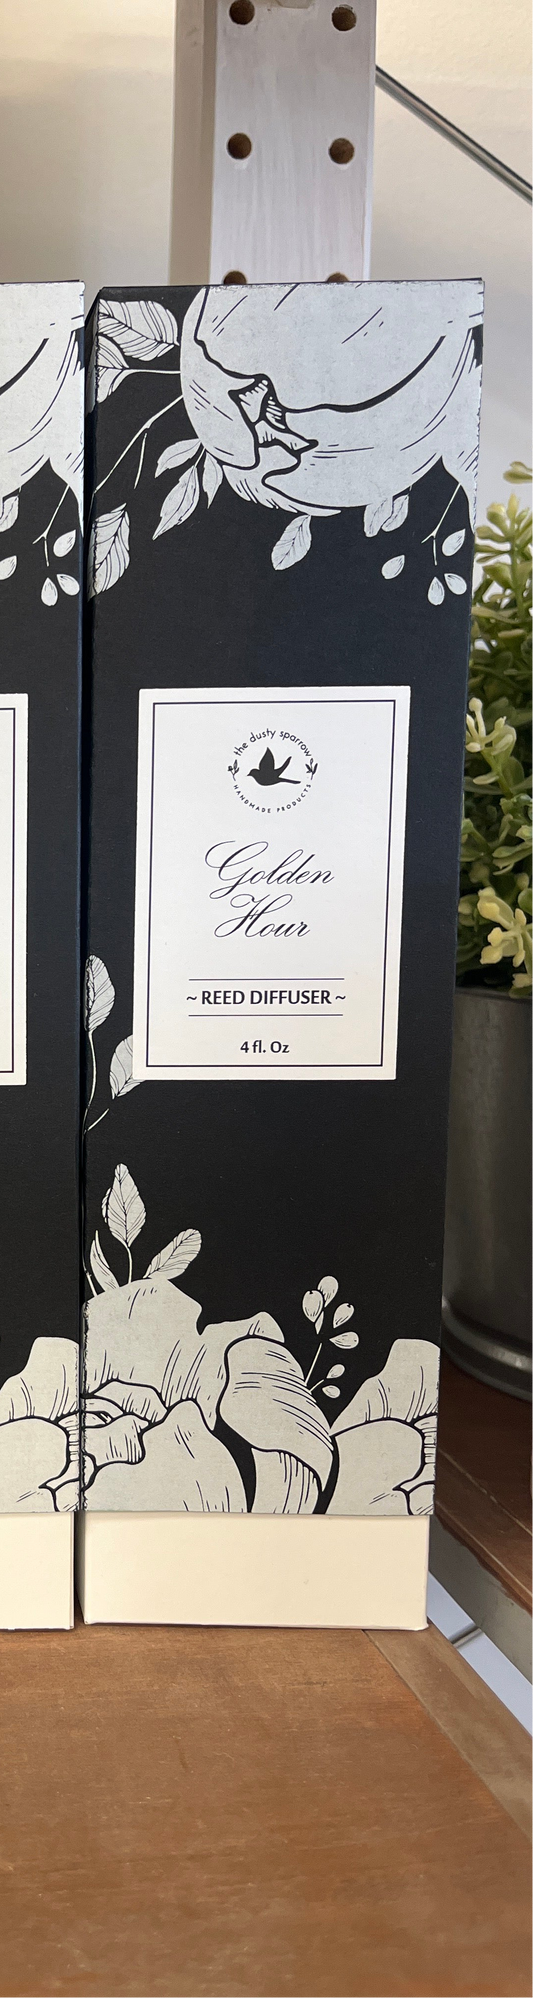 the dusty sparrow
HANDMADE PRODUCTS
Golden
Hour
~ REED DIFFUSER ~
4 fl. Oz